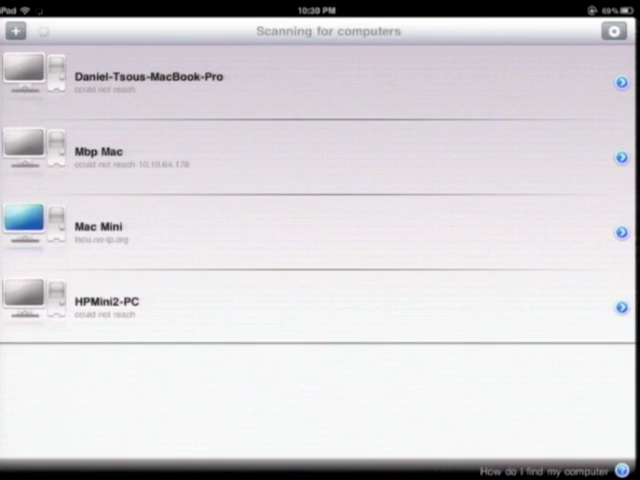 iPad 10:30 PM 69%
Scanning for computers
Daniel-Tsous-MacBook-Pro
could not reach
Mbp Mac
could not reach 10.10.64.178
Mac Mini
tsou.no-ip.org
HPMini2-PC
could not reach
How do I find my computer